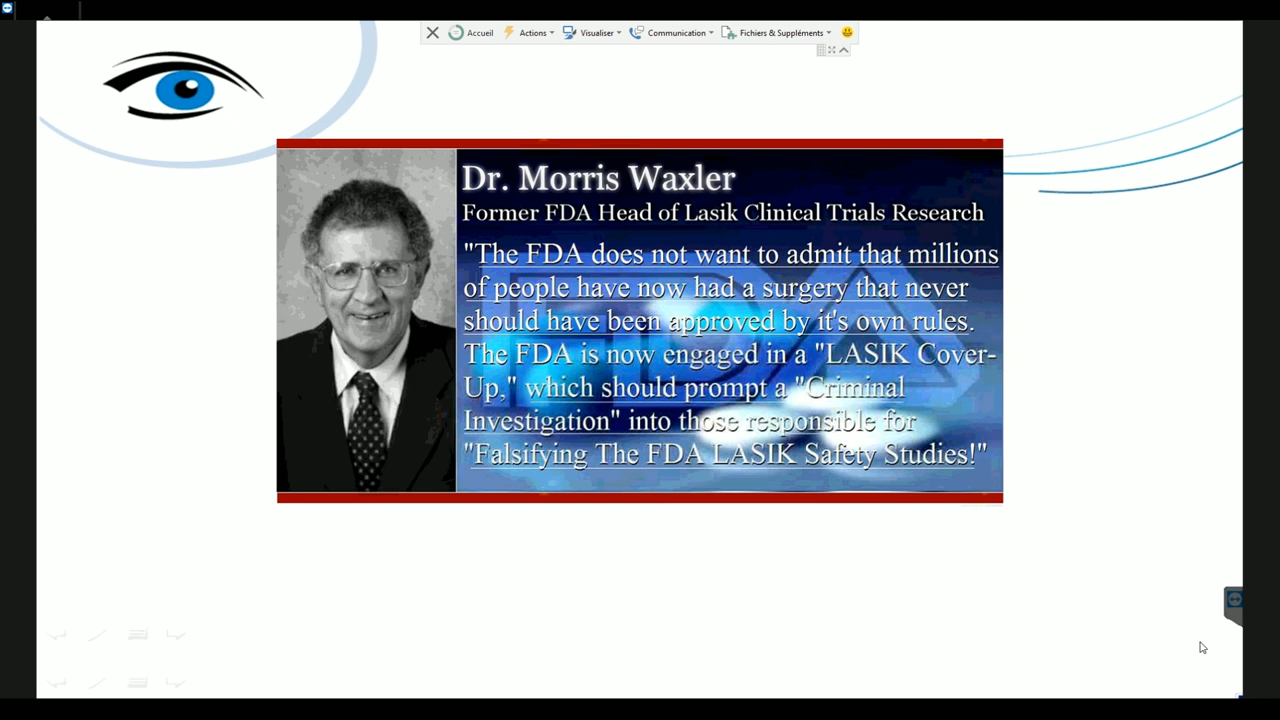 Accueil Actions Visualiser Communication Fichiers & Suppléments
Dr. Morris Waxler
Former FDA Head of Lasik Clinical Trials Research
"The FDA does not want to admit that millions
of people have now had a surgery that never
should have been approved by it's own rules.
The FDA is now engaged in a "LASIK Cover-
Up," which should prompt a "Criminal
Investigation" into those responsible for
"Falsifying The FDA LASIK Safety Studies!"
FDA